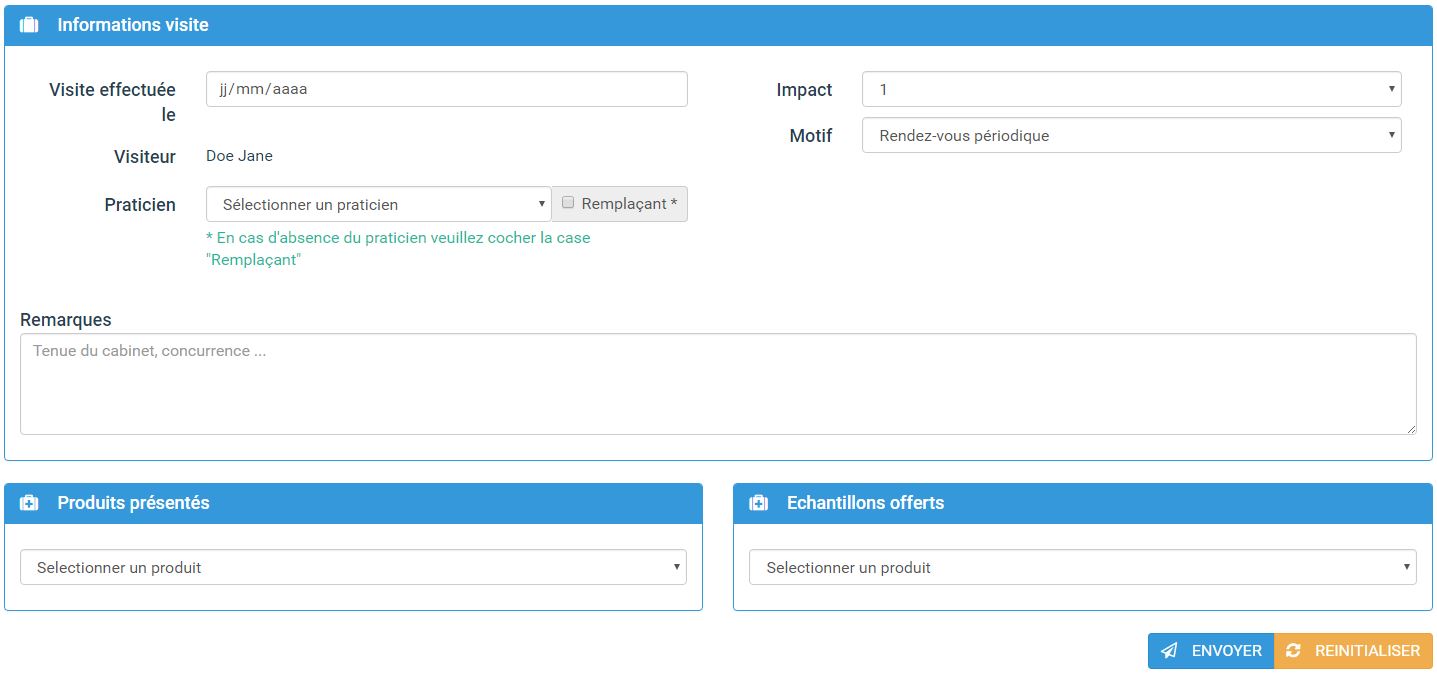 Informations visite
Visite effectuée
le
jj/mm/aaaa
Visiteur
Doe Jane
Praticien
Sélectionner un praticien
Remplaçant *
* En cas d'absence du praticien veuillez cocher la case
"Remplaçant"
Impact
1
Motif
Rendez-vous périodique
Remarques
Tenue du cabinet, concurrence ...
Produits présentés
Selectionner un produit
Echantillons offerts
Selectionner un produit
ENVOYER
REINITIALISER